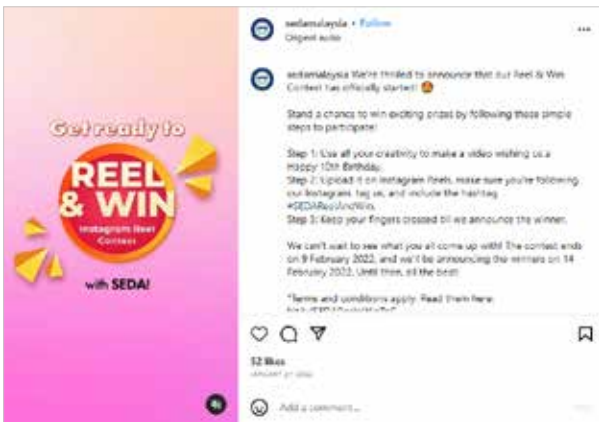 Get ready to
REEL
& WIN
Instagram Reel
Contest
with SEDA!
sedamalaysia • Follow
Original audio
sedamalaysia We're thrilled to announce that our Reel & Win
Contest has officially started!
Stand a chance to win exciting prizes by following these simple
steps to participate!
Step 1: Use all your creativity to make a video wishing us a
Happy 10th Birthday.
Step 2: Upload it on Instagram Reels, make sure you're following
our Instagram, tag us, and include the hashtag
#SEDAReelAndWin.
Step 3: Keep your fingers crossed till we announce the winner.
We can't wait to see what you all come up with! The contest ends
on 9 February 2022, and we'll be announcing the winners on 14
February 2022. Until then, all the best!
*Terms and conditions apply. Read them here:
52 likes
JANUARY 2022
Add a comment...